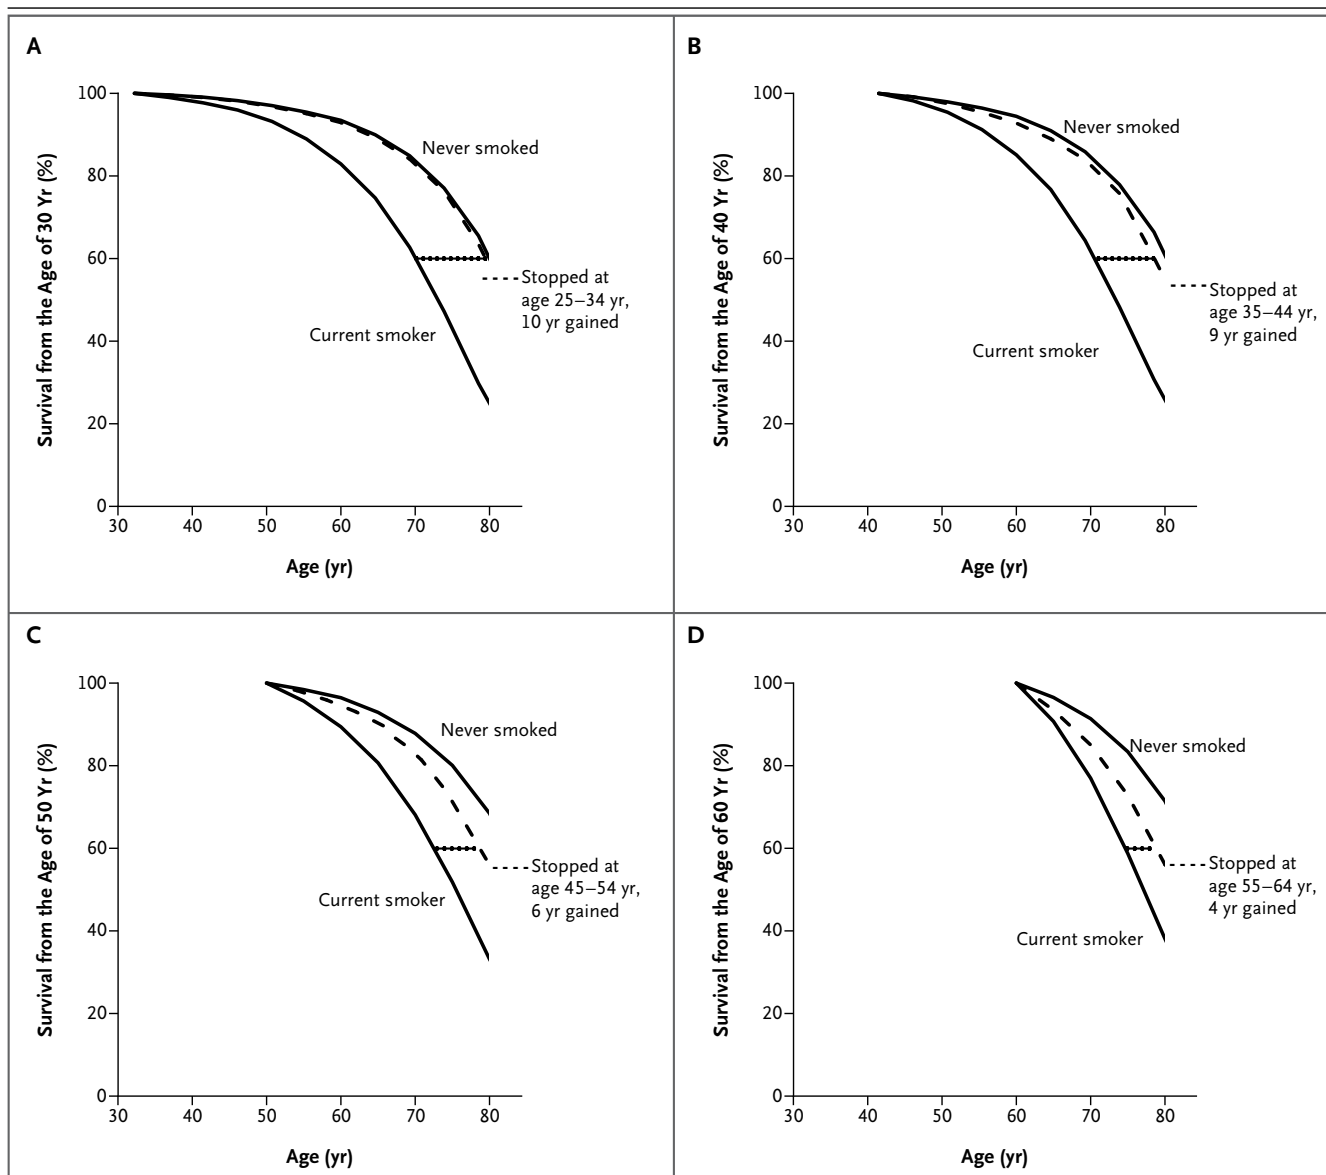 A
Survival from the Age of 30 Yr (%)
100
80
60
40
20
0
30 40 50 60 70 80
Age (yr)
Never smoked
Current smoker
Stopped at
age 25–34 yr,
10 yr gained
B
Survival from the Age of 40 Yr (%)
100
80
60
40
20
0
30 40 50 60 70 80
Age (yr)
Never smoked
Current smoker
Stopped at
age 35–44 yr,
9 yr gained
C
Survival from the Age of 50 Yr (%)
100
80
60
40
20
0
30 40 50 60 70 80
Age (yr)
Never smoked
Current smoker
Stopped at
age 45–54 yr,
6 yr gained
D
Survival from the Age of 60 Yr (%)
100
80
60
40
20
0
30 40 50 60 70 80
Age (yr)
Never smoked
Current smoker
Stopped at
age 55–64 yr,
4 yr gained